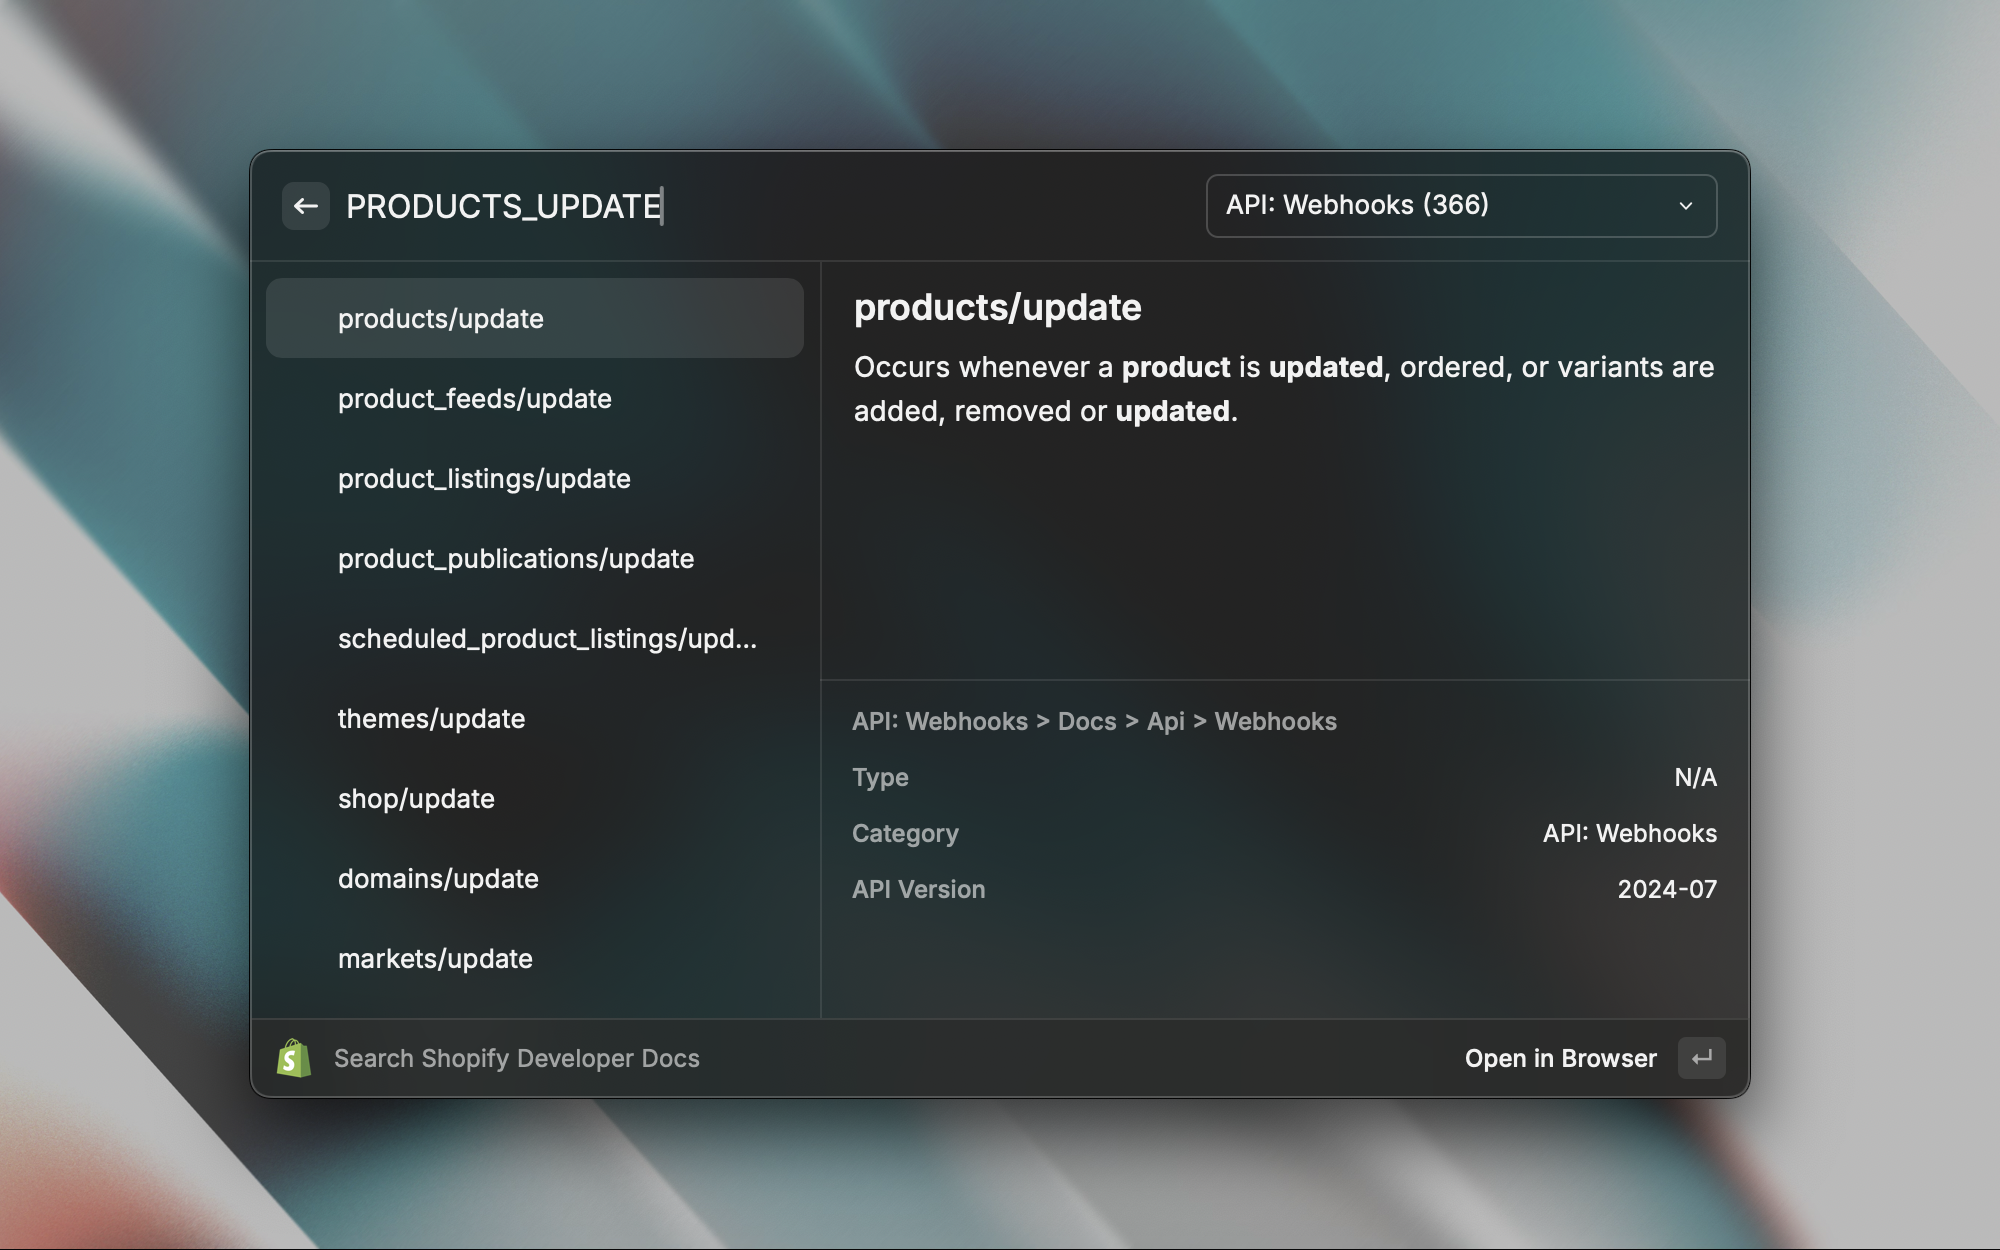 PRODUCTS_UPDATE
API: Webhooks (366)
products/update
product_feeds/update
product_listings/update
product_publications/update
scheduled_product_listings/upd...
themes/update
shop/update
domains/update
markets/update
products/update
Occurs whenever a product is updated, ordered, or variants are
added, removed or updated.
API: Webhooks > Docs > Api > Webhooks
Type N/A
Category API: Webhooks
API Version 2024-07
Search Shopify Developer Docs
Open in Browser